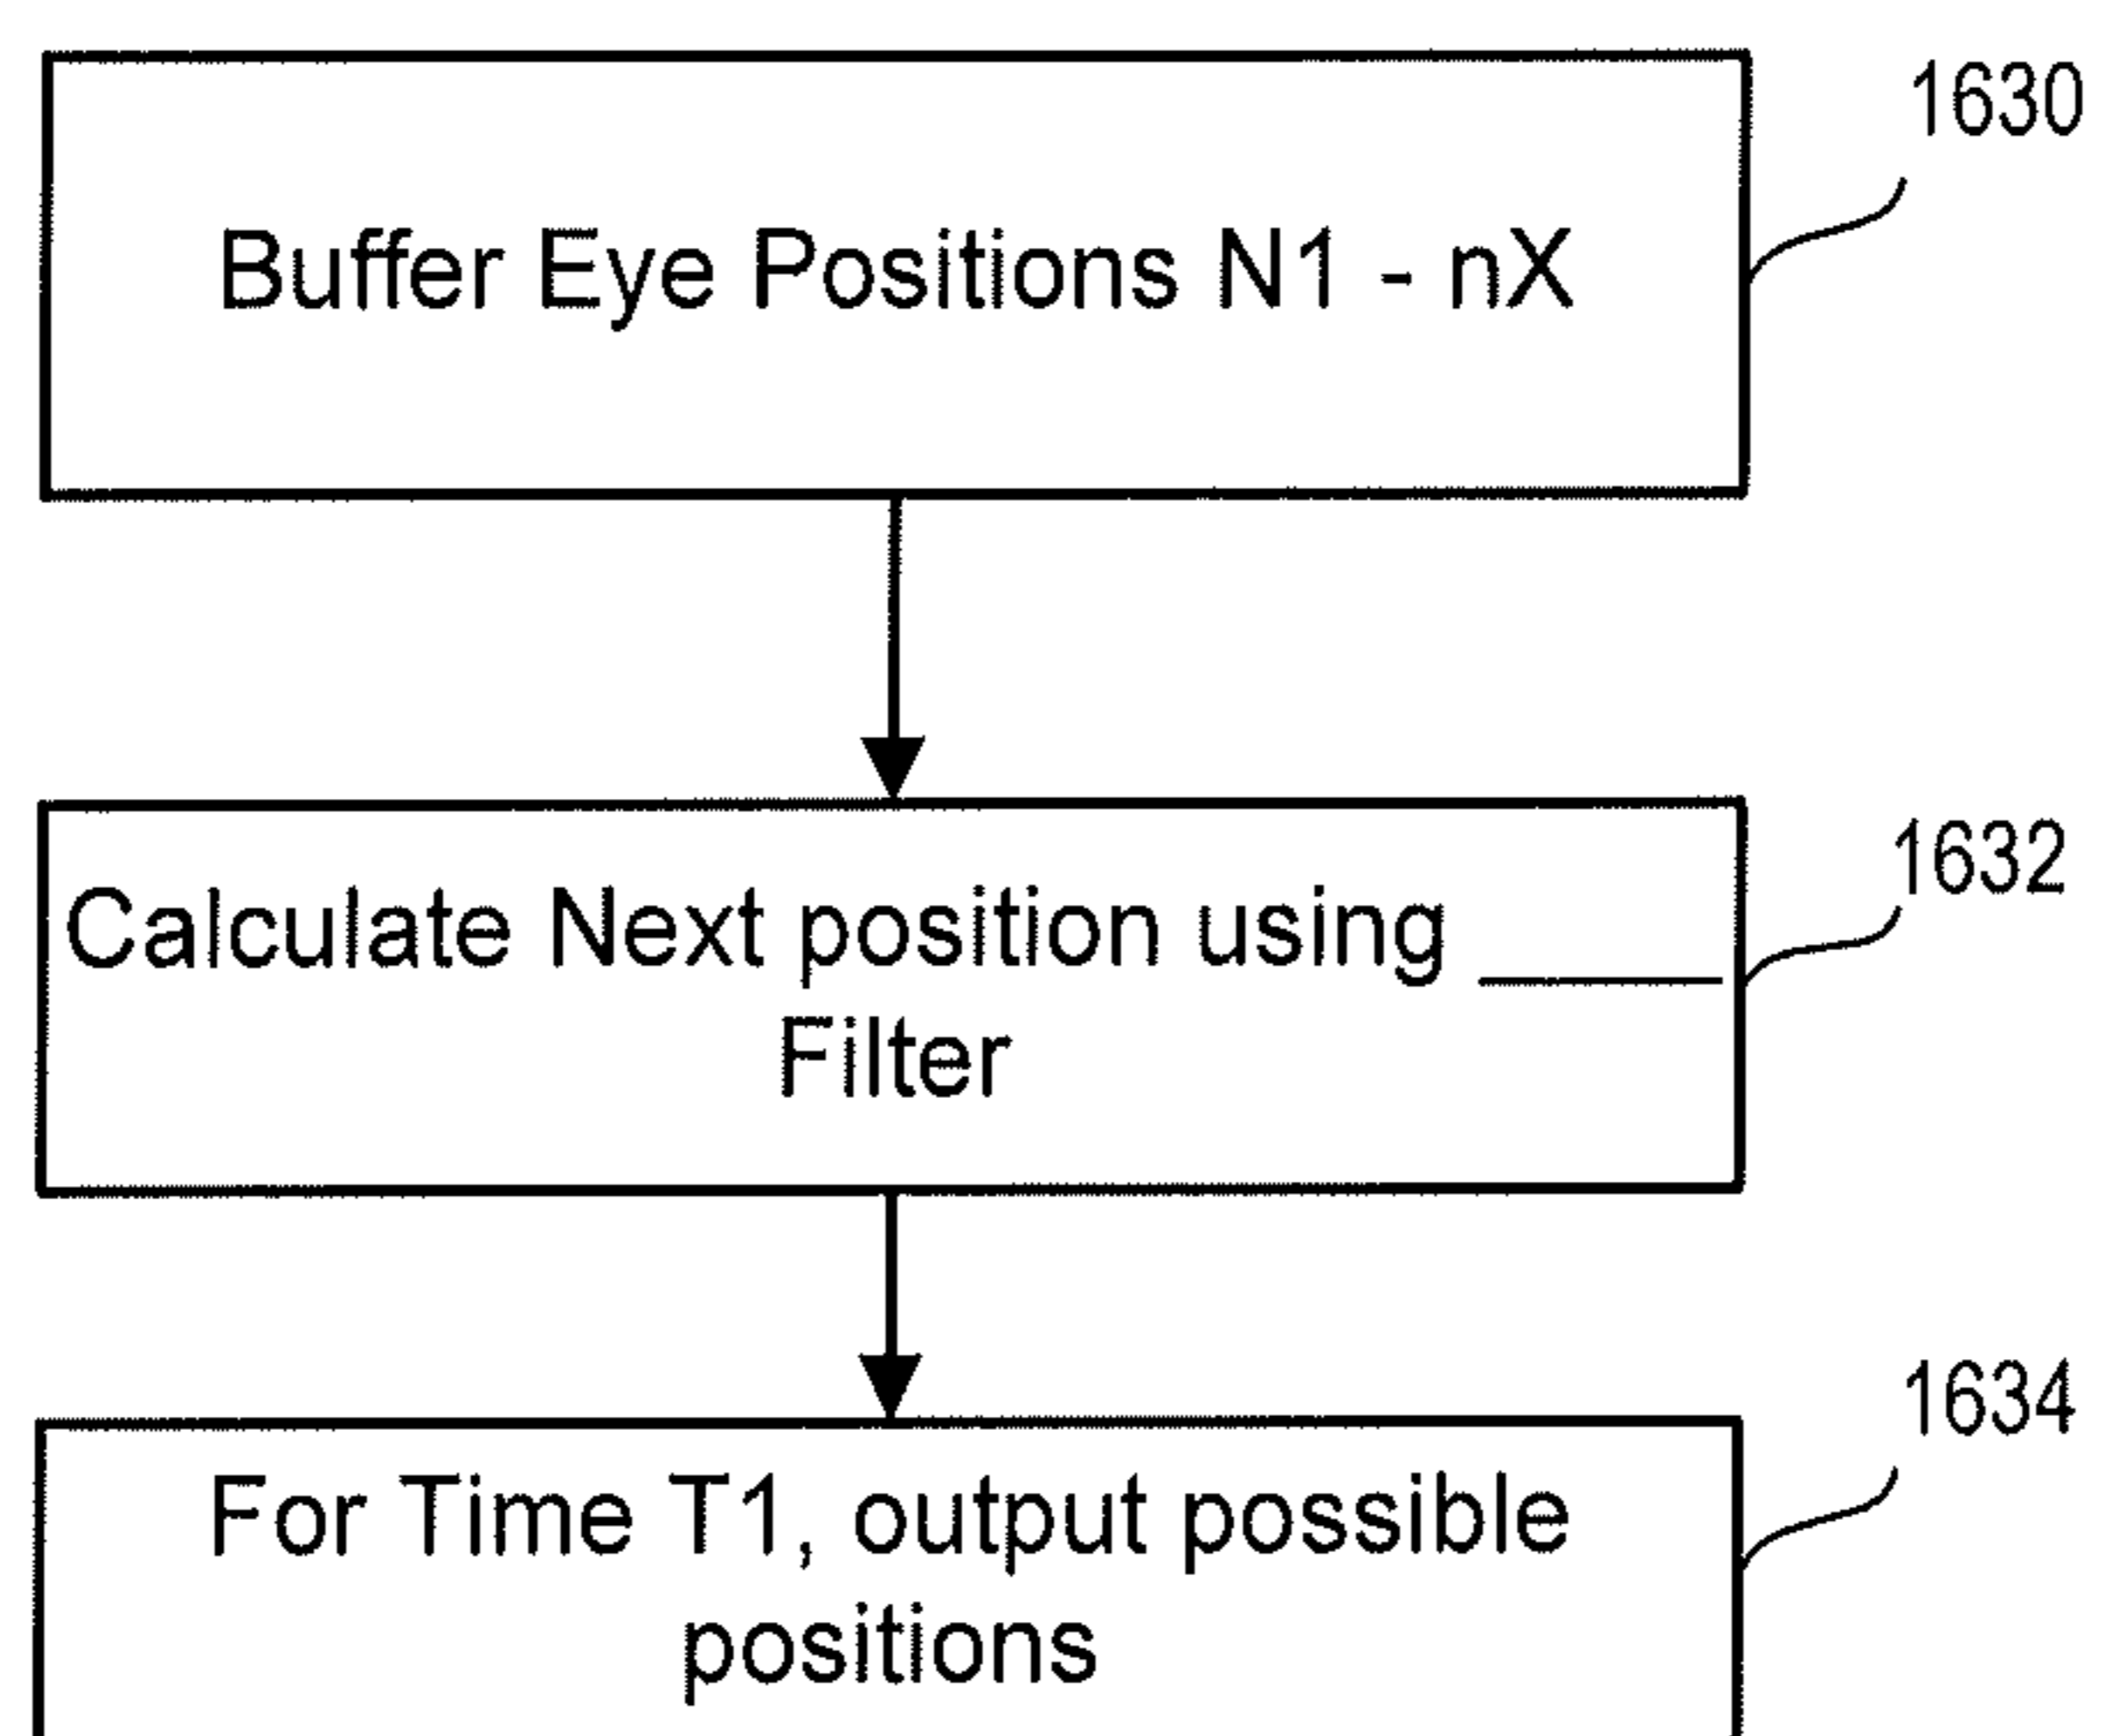 1630
Buffer Eye Positions N1 - nX
1632
Calculate Next position using ______
Filter
1634
For Time T1, output possible
positions